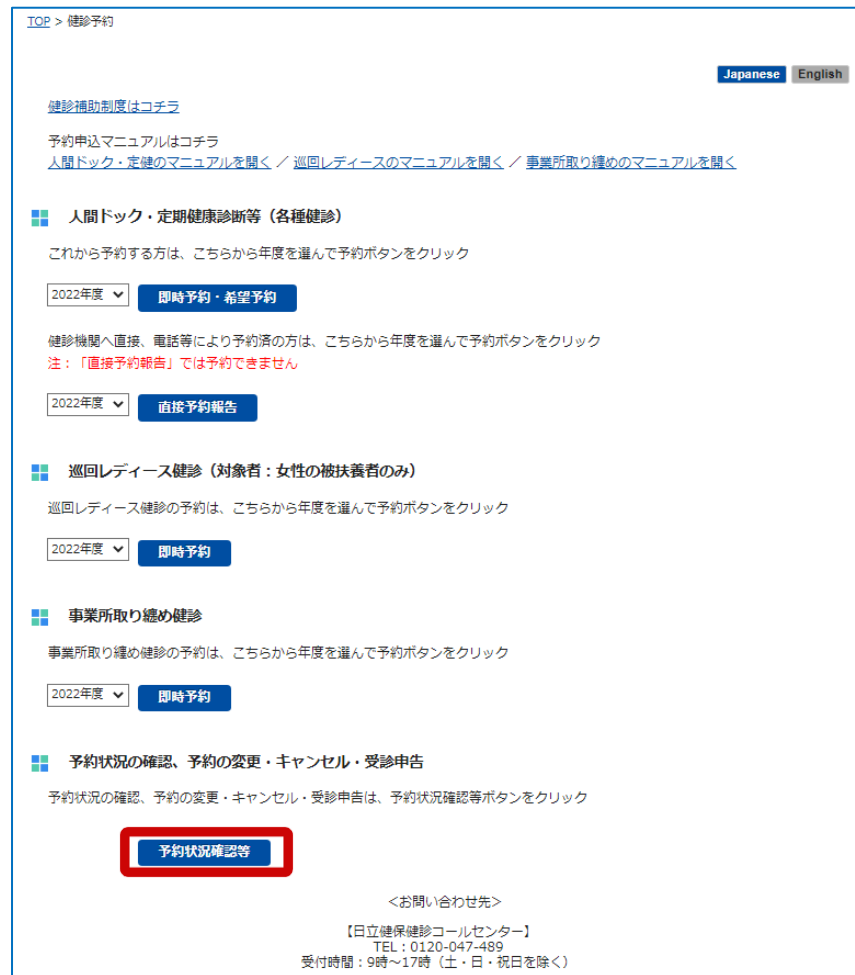 TOP > 健診予約
Japanese English
健診補助制度はコチラ
予約申込マニュアルはコチラ
人間ドック・定健のマニュアルを開く ／ 巡回レディースのマニュアルを開く ／ 事業所取り纏めのマニュアルを開く
人間ドック・定期健康診断等（各種健診）
これから予約する方は、こちらから年度を選んで予約ボタンをクリック
2022年度 即時予約・希望予約
健診機関へ直接、電話等により予約済の方は、こちらから年度を選んで予約ボタンをクリック
注：「直接予約報告」では予約できません
2022年度 直接予約報告
巡回レディース健診（対象者：女性の被扶養者のみ）
巡回レディース健診の予約は、こちらから年度を選んで予約ボタンをクリック
2022年度 即時予約
事業所取り纏め健診
事業所取り纏め健診の予約は、こちらから年度を選んで予約ボタンをクリック
2022年度 即時予約
予約状況の確認、予約の変更・キャンセル・受診申告
予約状況の確認、予約の変更・キャンセル・受診申告は、予約状況確認等ボタンをクリック
予約状況確認等
＜お問い合わせ先＞
【日立健保健診コールセンター】
TEL：0120-047-489
受付時間：9時～17時（土・日・祝日を除く）